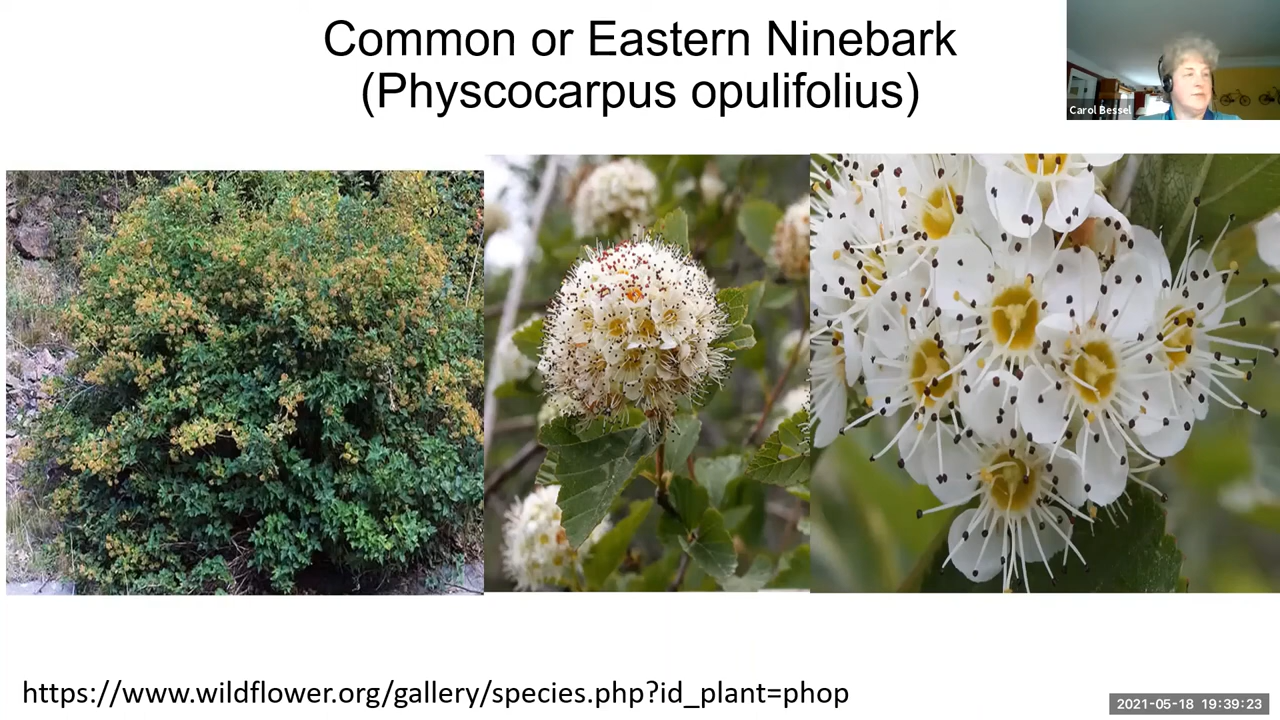 Common or Eastern Ninebark
(Physcocarpus opulifolius)
Carol Bessel
https://www.wildflower.org/gallery/species.php?id_plant=phop
2021-05-18 19:39:23